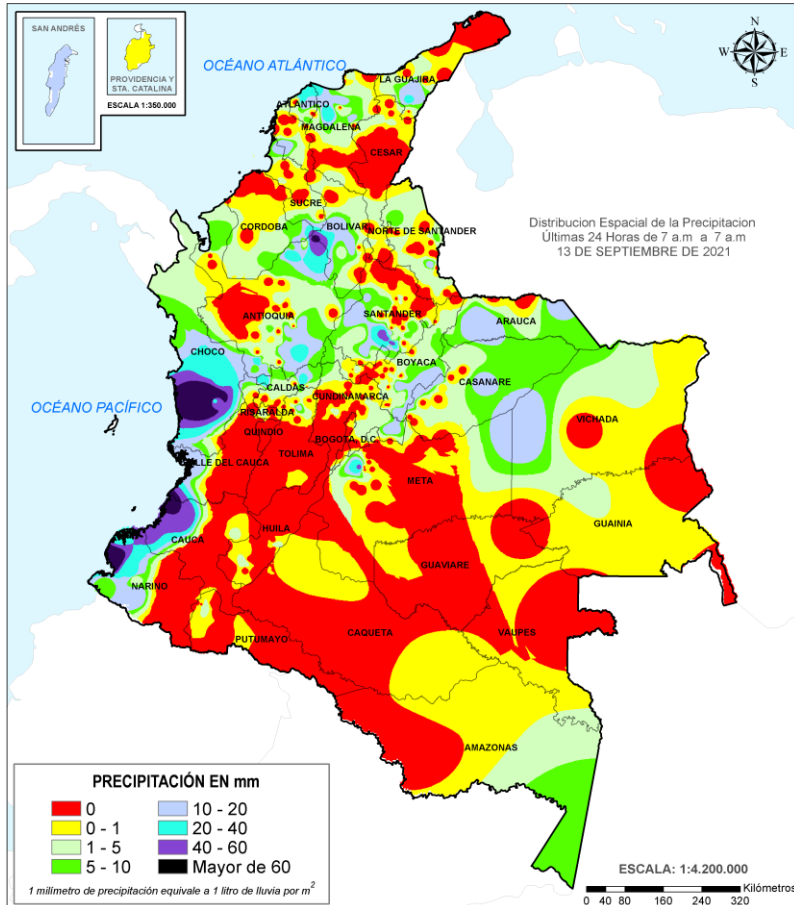 SAN ANDRÉS
PROVIDENCIA Y
STA. CATALINA
ESCALA 1:350.000
OCÉANO ATLÁNTICO
N
W
E
S
LA GUAJIRA
ATLANTICO
MAGDALENA
CESAR
SUCRE
CORDOBA
BOLIVAR
NORTE DE SANTANDER
Distribucion Espacial de la Precipitacion
Últimas 24 Horas de 7 a.m a 7 a.m
13 DE SEPTIEMBRE DE 2021
ANTIOQUIA
SANTANDER
ARAUCA
CHOCO
BOYACA
CASANARE
CALDAS
CUNDINAMARCA
OCÉANO PACÍFICO
RISARALDA
VICHADA
QUINDIO
BOGOTA, D.C
TOLIMA
VALLE DEL CAUCA
META
GUAINIA
HUILA
CAUCA
GUAVIARE
NARIÑO
CAQUETA
VAUPES
PUTUMAYO
AMAZONAS
PRECIPITACIÓN EN mm
0
10 - 20
0 - 1
20 - 40
1 - 5
40 - 60
5 - 10
Mayor de 60
1 milímetro de precipitación equivale a 1 litro de lluvia por m2
ESCALA: 1:4.200.000
Kilómetros
0 40 80 160 240 320